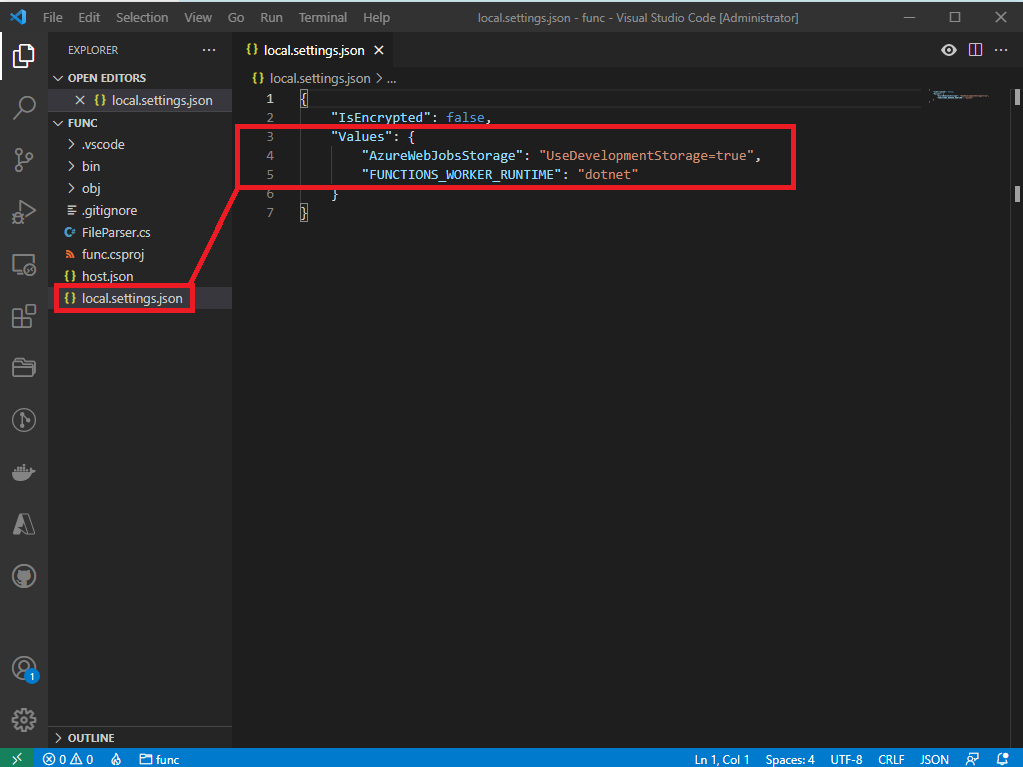 File Edit Selection View Go Run Terminal Help local.settings.json - func - Visual Studio Code [Administrator]
EXPLORER ...
OPEN EDITORS
local.settings.json
FUNC
.vscode
bin
obj
.gitignore
FileParser.cs
func.csproj
host.json
local.settings.json
OUTLINE
local.settings.json
local.settings.json > ...
1 {
2 "IsEncrypted": false,
3 "Values": {
4 "AzureWebJobsStorage": "UseDevelopmentStorage=true",
5 "FUNCTIONS_WORKER_RUNTIME": "dotnet"
6 }
7 }
1
0 0 func Ln 1, Col 1 Spaces: 4 UTF-8 CRLF JSON